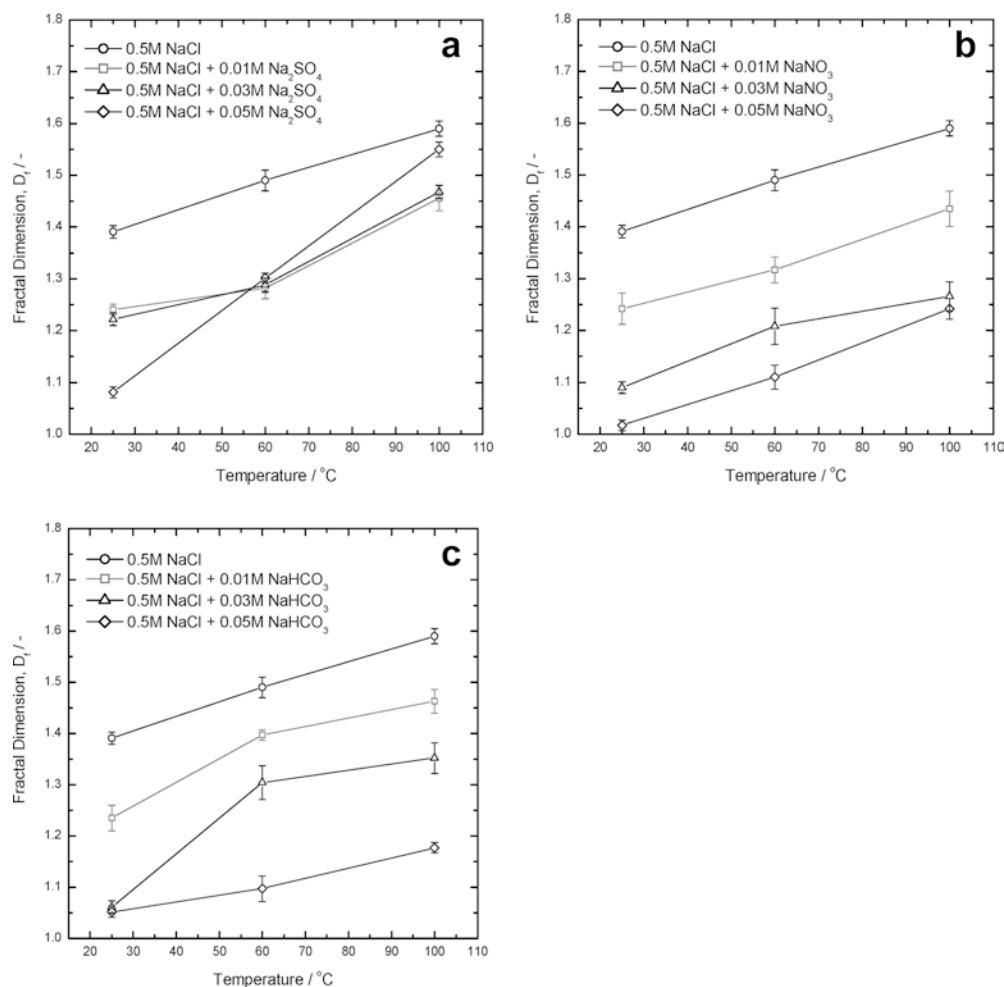 a
0.5M NaCl
0.5M NaCl + 0.01M Na₂SO₄
0.5M NaCl + 0.03M Na₂SO₄
0.5M NaCl + 0.05M Na₂SO₄
1.8
1.7
1.6
1.5
1.4
1.3
1.2
1.1
1.0
Fractal Dimension, D_f / -
20 30 40 50 60 70 80 90 100 110
Temperature / °C
b
0.5M NaCl
0.5M NaCl + 0.01M NaNO₃
0.5M NaCl + 0.03M NaNO₃
0.5M NaCl + 0.05M NaNO₃
1.8
1.7
1.6
1.5
1.4
1.3
1.2
1.1
1.0
Fractal Dimension, D_f / -
20 30 40 50 60 70 80 90 100 110
Temperature / °C
c
0.5M NaCl
0.5M NaCl + 0.01M NaHCO₃
0.5M NaCl + 0.03M NaHCO₃
0.5M NaCl + 0.05M NaHCO₃
1.8
1.7
1.6
1.5
1.4
1.3
1.2
1.1
1.0
Fractal Dimension, D_f / -
20 30 40 50 60 70 80 90 100 110
Temperature / °C